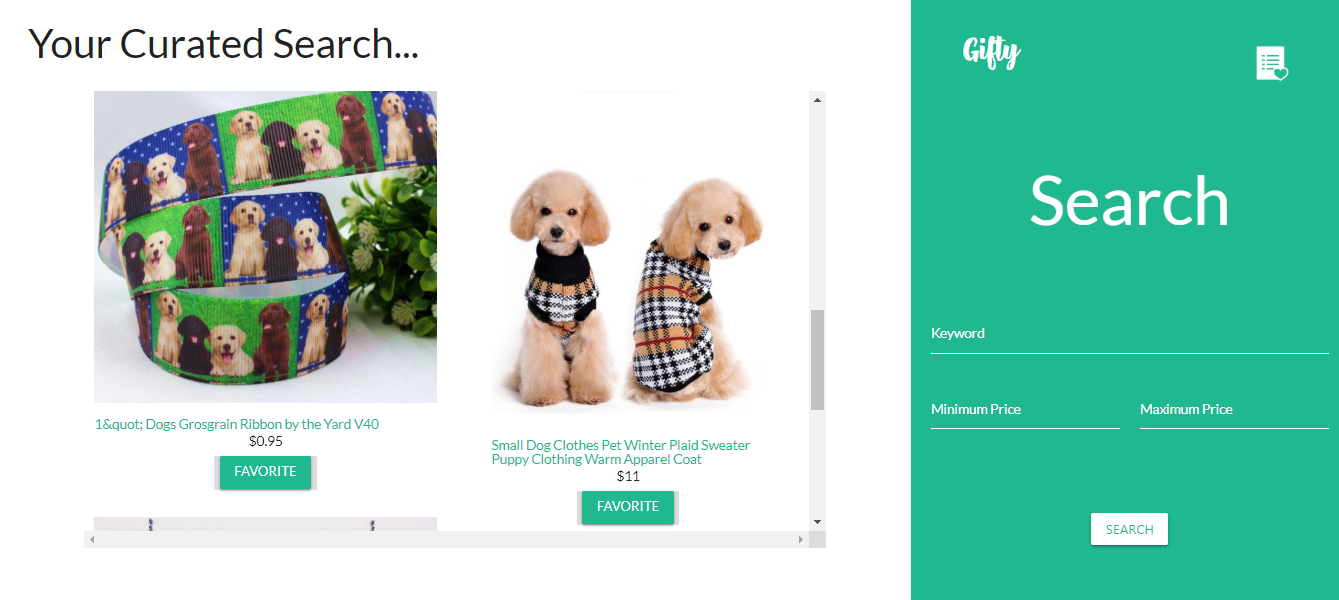 Your Curated Search...
1&quot; Dogs Grosgrain Ribbon by the Yard V40
$0.95
FAVORITE
Small Dog Clothes Pet Winter Plaid Sweater
Puppy Clothing Warm Apparel Coat
$11
FAVORITE
Gifty
Search
Keyword
Minimum Price
Maximum Price
SEARCH